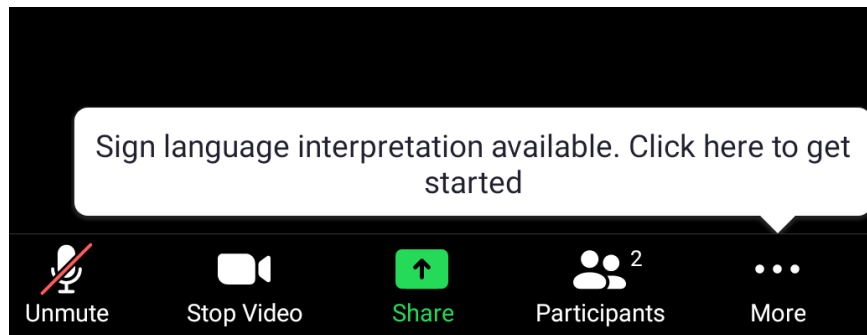 Sign language interpretation available. Click here to get
started
2
Unmute Stop Video Share Participants More